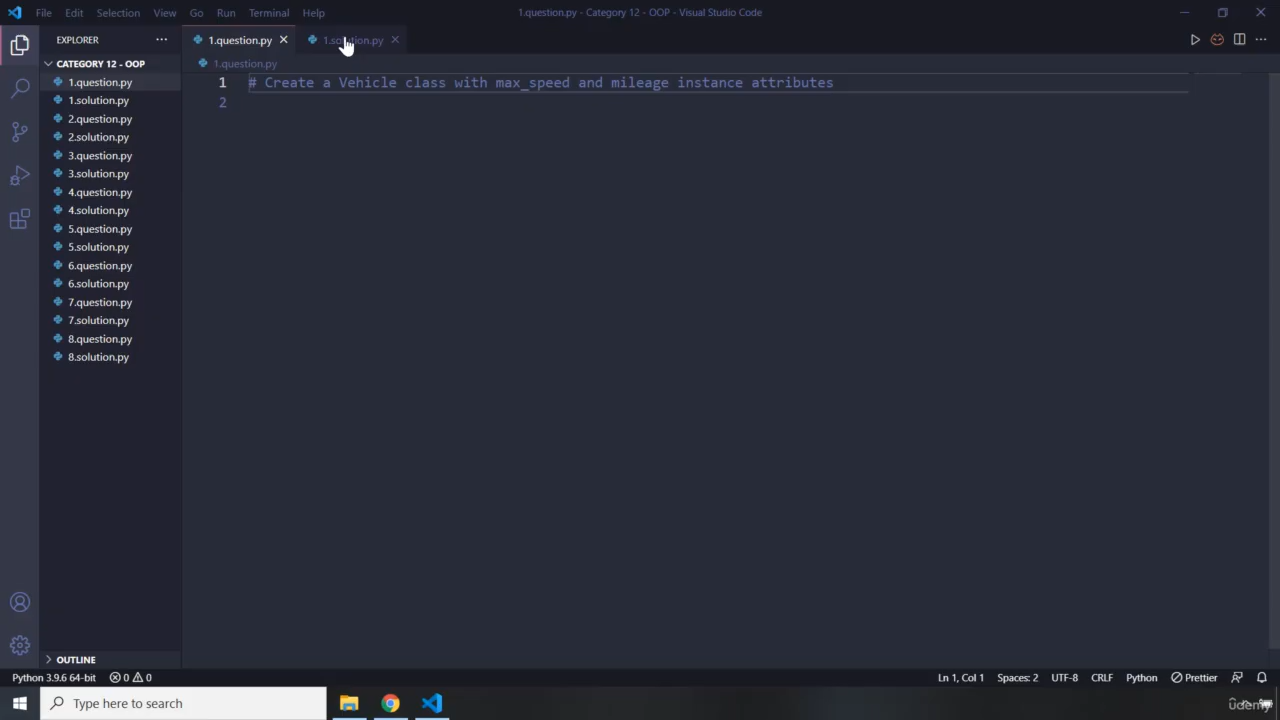 File Edit Selection View Go Run Terminal Help
1.question.py - Category 12 - OOP - Visual Studio Code
EXPLORER
1.question.py
1.solution.py
CATEGORY 12 - OOP
1.question.py
1.question.py
1.solution.py
2.question.py
2.solution.py
3.question.py
3.solution.py
4.question.py
4.solution.py
5.question.py
5.solution.py
6.question.py
6.solution.py
7.question.py
7.solution.py
8.question.py
8.solution.py
1 # Create a Vehicle class with max_speed and mileage instance attributes
2
OUTLINE
Python 3.9.6 64-bit 0 0
Ln 1, Col 1 Spaces: 2 UTF-8 CRLF Python Prettier
Type here to search
Udemy